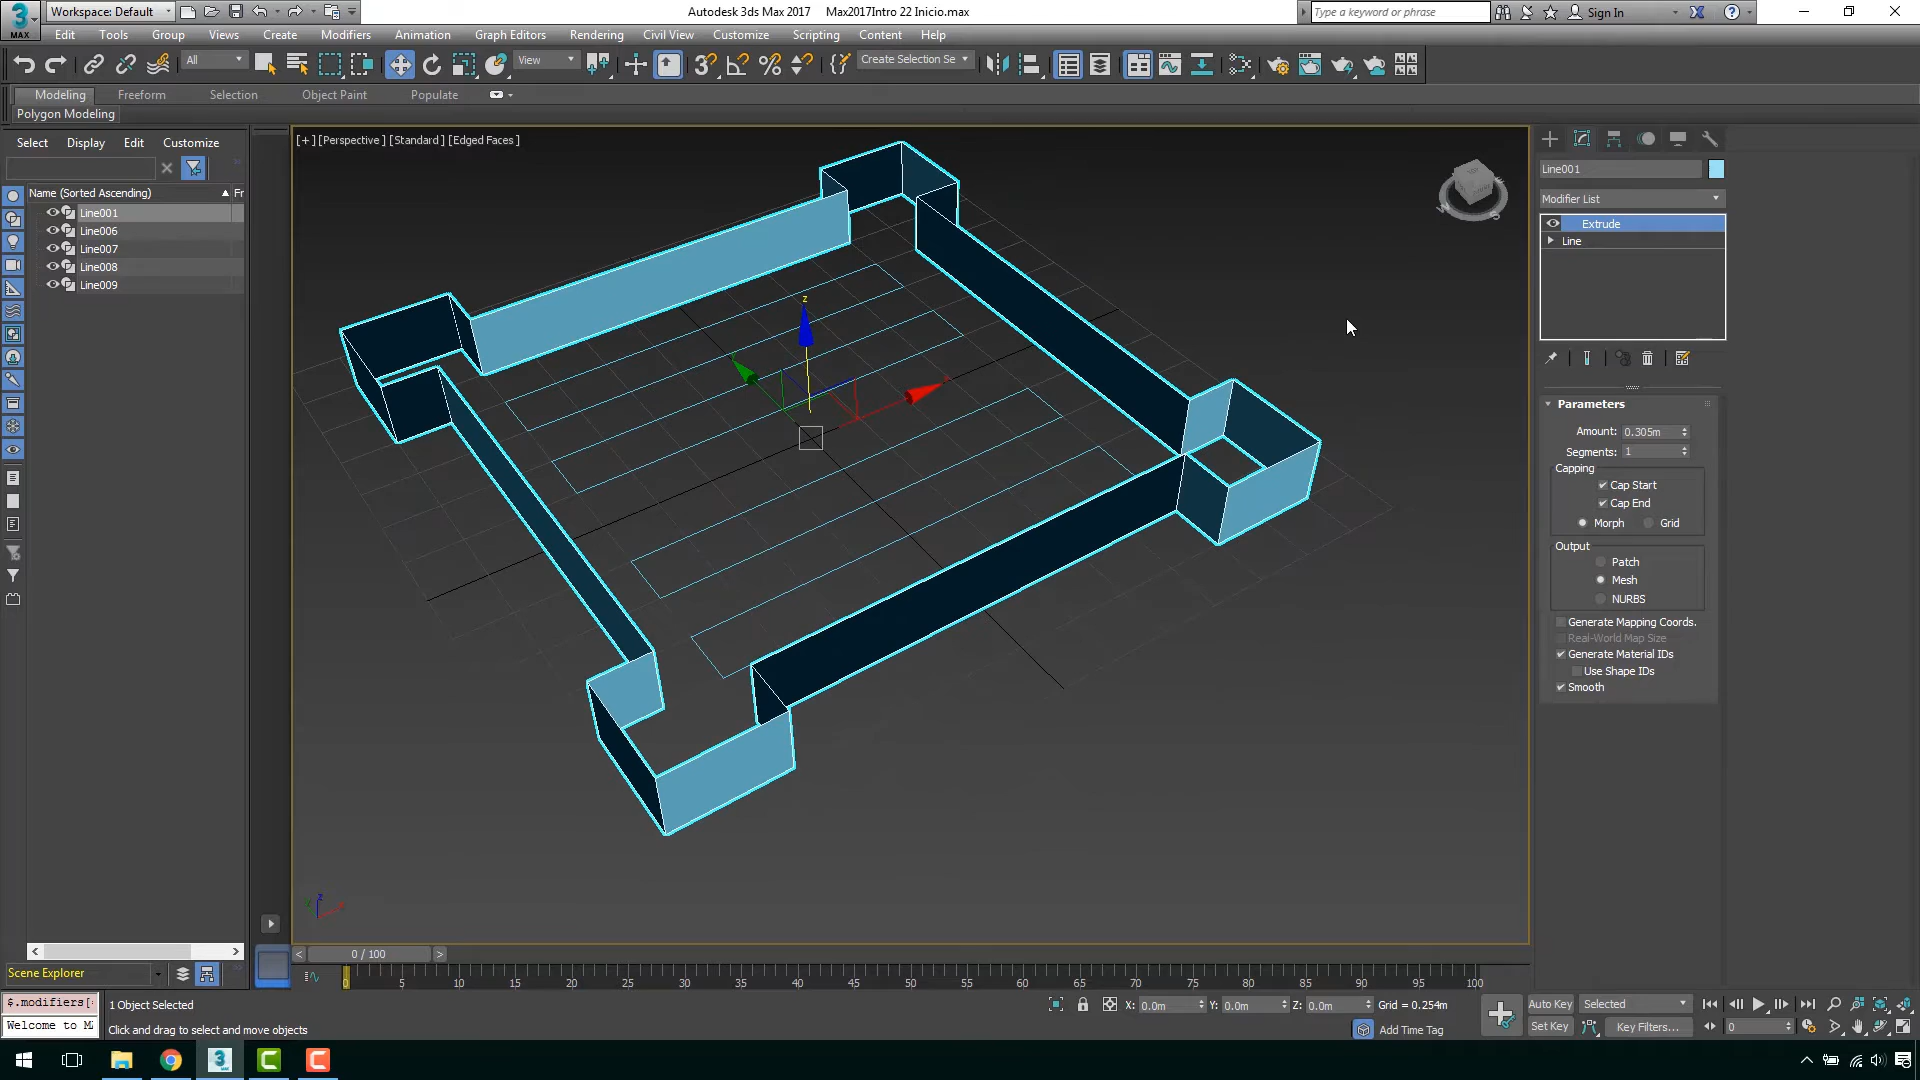 Workspace: Default
Autodesk 3ds Max 2017 Max2017Intro 22 Inicio.max
Type a keyword or phrase
Sign In
MAX
Edit Tools Group Views Create Modifiers Animation Graph Editors Rendering Civil View Customize Scripting Content Help
All
View
Create Selection Se
Modeling Freeform Selection Object Paint Populate
Polygon Modeling
Select Display Edit Customize
Name (Sorted Ascending) Fr
Line001
Line006
Line007
Line008
Line009
[+] [Perspective ] [Standard ] [Edged Faces ]
z
Line001
Modifier List
Extrude
Line
Parameters
Amount: 0.305m
Segments: 1
Capping
Cap Start
Cap End
Morph Grid
Output
Patch
Mesh
NURBS
Generate Mapping Coords.
Real-World Map Size
Generate Material IDs
Use Shape IDs
Smooth
< 0 / 100 >
Scene Explorer
0 5 10 15 20 25 30 35 40 45 50 55 60 65 70 75 80 85 90 95 100
$.modifiers[
Welcome to M
1 Object Selected
Click and drag to select and move objects
X: 0.0m Y: 0.0m Z: 0.0m Grid = 0.254m
Add Time Tag
Auto Key Selected
Set Key Key Filters...
0